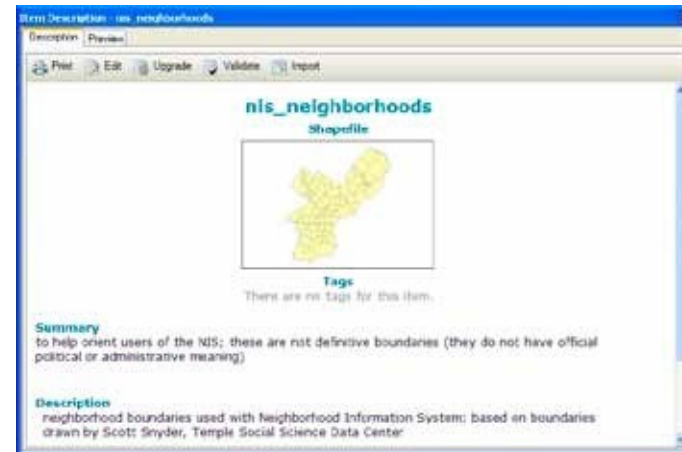 Item Description - nis_neighborhoods
Description Preview
Print Edit Upgrade Validate Import
nis_neighborhoods
Shapefile
Tags
There are no tags for this item.
Summary
to help orient users of the NIS; these are not definitive boundaries (they do not have official
political or administrative meaning)
Description
neighborhood boundaries used with Neighborhood Information System; based on boundaries
drawn by Scott Snyder, Temple Social Science Data Center